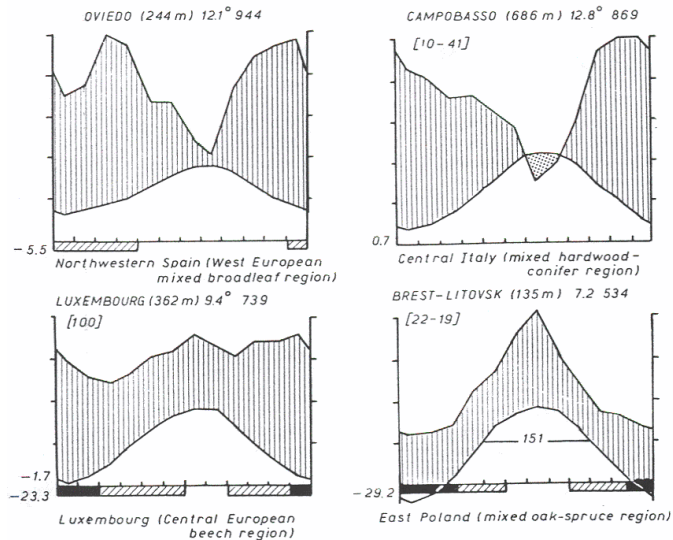 OVIEDO (244 m) 12.1° 944
-5.5
Northwestern Spain (West European
mixed broadleaf region)
CAMPOBASSO (686 m) 12.8° 869
[10-41]
0.7
Central Italy (mixed hardwood-
conifer region)
LUXEMBOURG (362 m) 9.4° 739
[100]
-1.7
-23.3
Luxembourg (Central European
beech region)
BREST-LITOVSK (135 m) 7.2 534
[22-19]
151
-29.2
East Poland (mixed oak-spruce region)